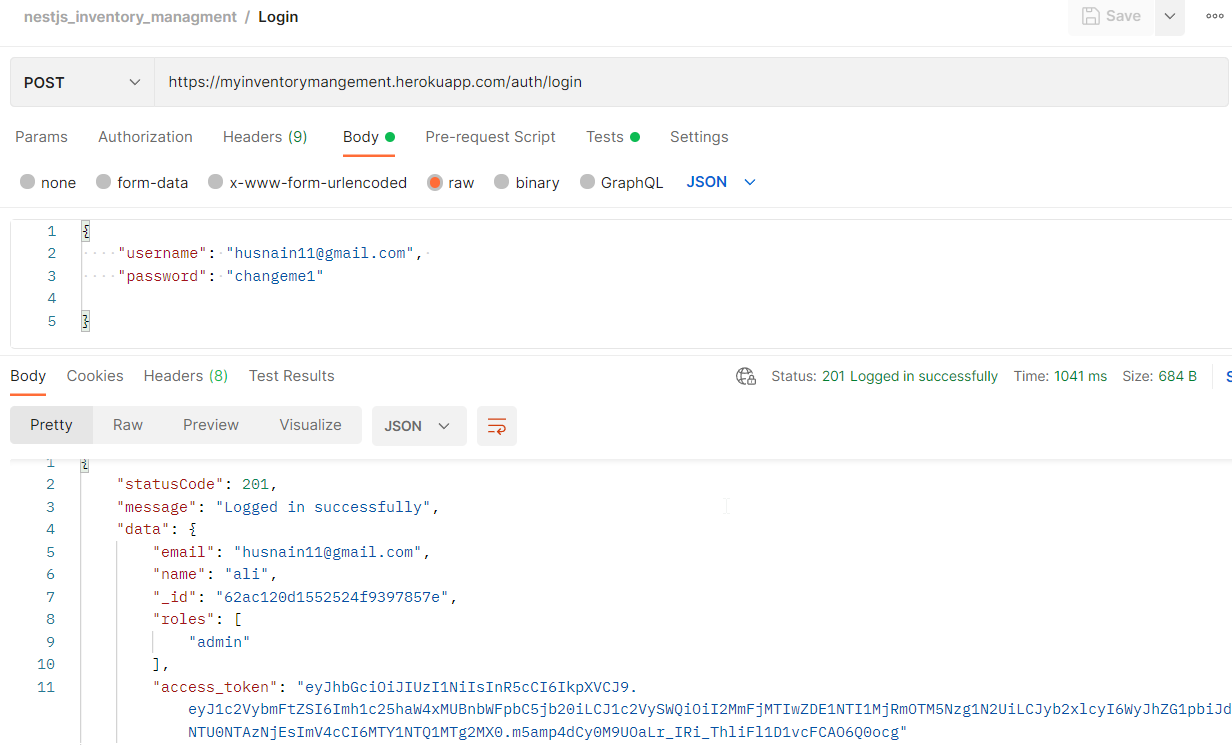 nestjs_inventory_managment / Login Save
POST https://myinventorymangement.herokuapp.com/auth/login
Params Authorization Headers (9) Body Pre-request Script Tests Settings
none form-data x-www-form-urlencoded raw binary GraphQL JSON
1 {
2 "username": "husnain11@gmail.com",
3 "password": "changeme1"
4
5 }
Body Cookies Headers (8) Test Results Status: 201 Logged in successfully Time: 1041 ms Size: 684 B
Pretty Raw Preview Visualize JSON
1 {
2 "statusCode": 201,
3 "message": "Logged in successfully",
4 "data": {
5 "email": "husnain11@gmail.com",
6 "name": "ali",
7 "_id": "62ac120d1552524f9397857e",
8 "roles": [
9 "admin"
10 ],
11 "access_token": "eyJhbGciOiJIUzI1NiIsInR5cCI6IkpXVCJ9.
eyJ1c2VybmFtZSI6Imh1c25haW4xMUBnbWFpbC5jb20iLCJ1c2VySWQiOiI2MmFjMTIwZDE1NTI1MjRmOTM5Nzg1N2UiLCJyb2xlcyI6WyJhZG1pbiJd
NTU0NTAzNjEsImV4cCI6MTY1NTQ1MTg2MX0.m5amp4dCy0M9UOaLr_IRi_ThliFl1D1vcFCAO6Q0ocg"